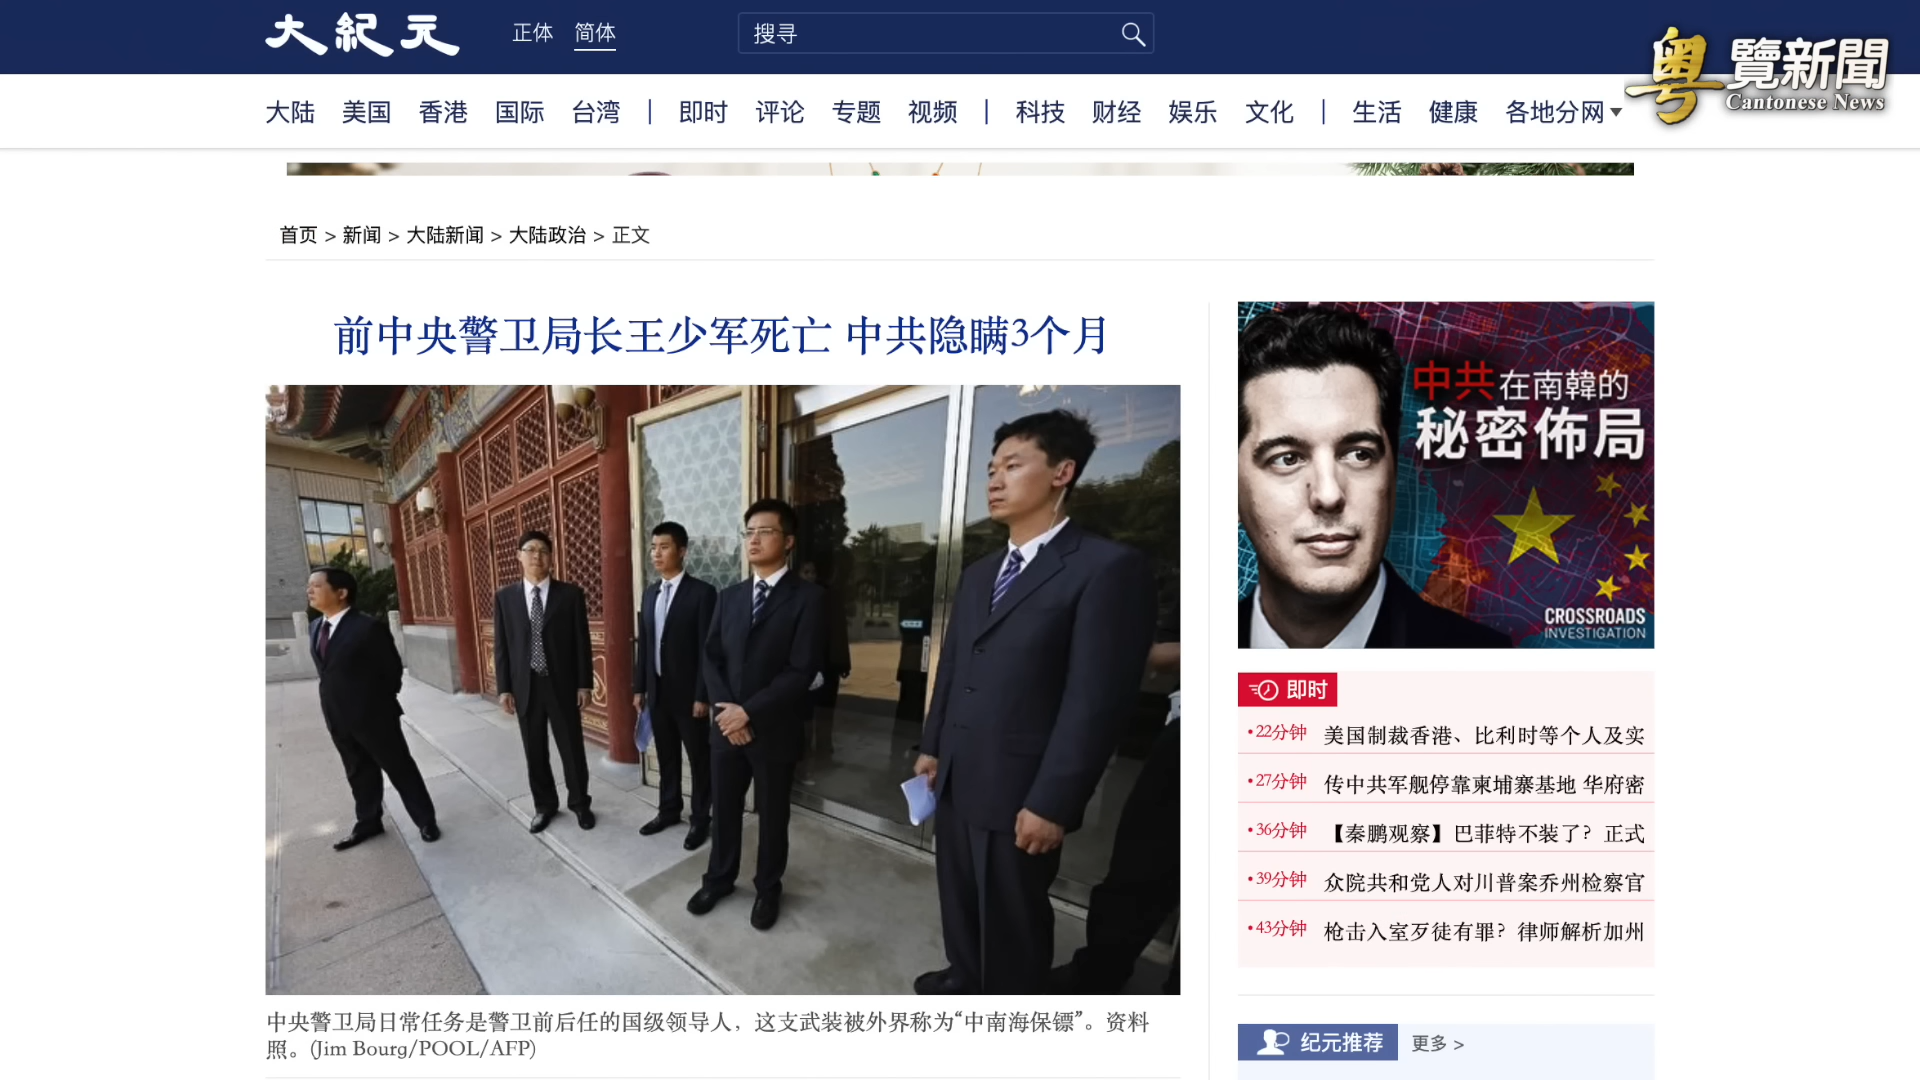 大紀元
正体 简体
搜寻
粤覽新聞
Cantonese News
大陆 美国 香港 国际 台湾 | 即时 评论 专题 视频 | 科技 财经 娱乐 文化 | 生活 健康 各地分网
首页 > 新闻 > 大陆新闻 > 大陆政治 > 正文
前中央警卫局长王少军死亡 中共隐瞒3个月
中央警卫局日常任务是警卫前后任的国级领导人，这支武装被外界称为“中南海保镖”。资料
照。(Jim Bourg/POOL/AFP)
中共在南韓的
秘密佈局
CROSSROADS
INVESTIGATION
即时
•22分钟 美国制裁香港、比利时等个人及实
•27分钟 传中共军舰停靠柬埔寨基地 华府密
•36分钟 【秦鹏观察】巴菲特不装了？正式
•39分钟 众院共和党人对川普案乔州检察官
•43分钟 枪击入室歹徒有罪？律师解析加州
纪元推荐 更多 >